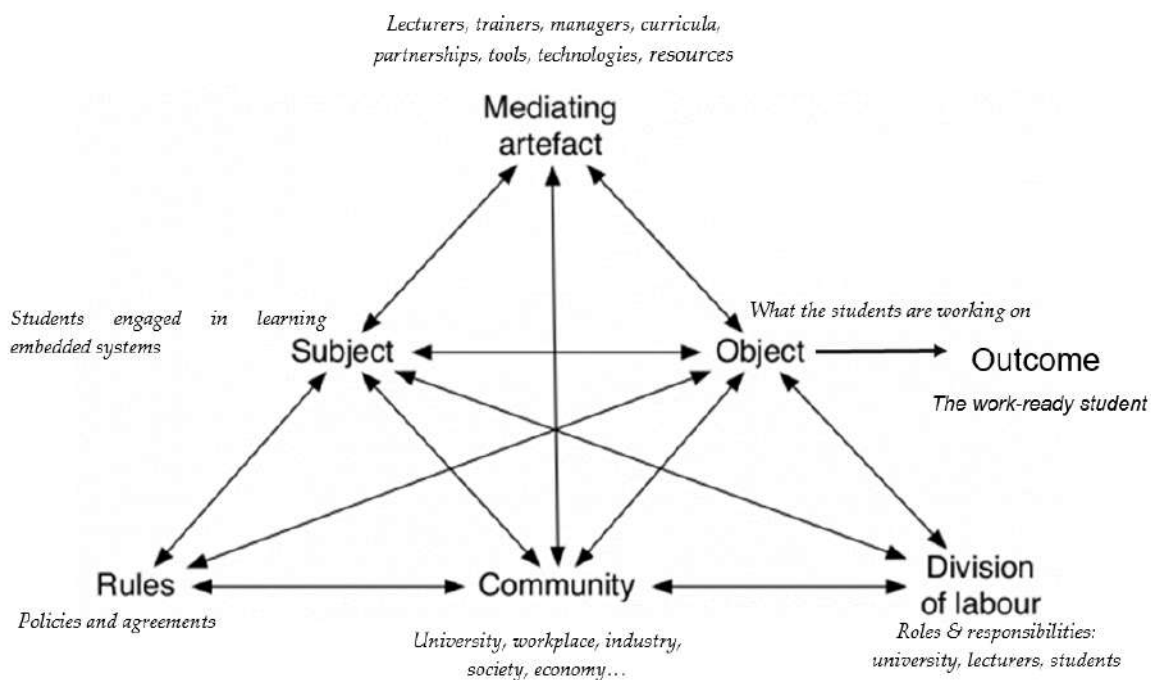 Lecturers, trainers, managers, curricula,
partnerships, tools, technologies, resources
Mediating
artefact
Students engaged in learning
embedded systems
Subject
What the students are working on
Object
Outcome
The work-ready student
Rules
Policies and agreements
Community
University, workplace, industry,
society, economy...
Division
of labour
Roles & responsibilities:
university, lecturers, students